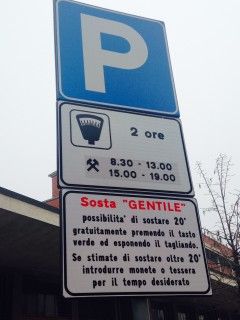 P
2 ore
8.30 - 13.00
15.00 - 19.00
Sosta "GENTILE"
possibilita' di sostare 20'
gratuitamente premendo il tasto
verde ed esponendo il tagliando.
Se stimate di sostare oltre 20'
introdurre monete o tessera
per il tempo desiderato